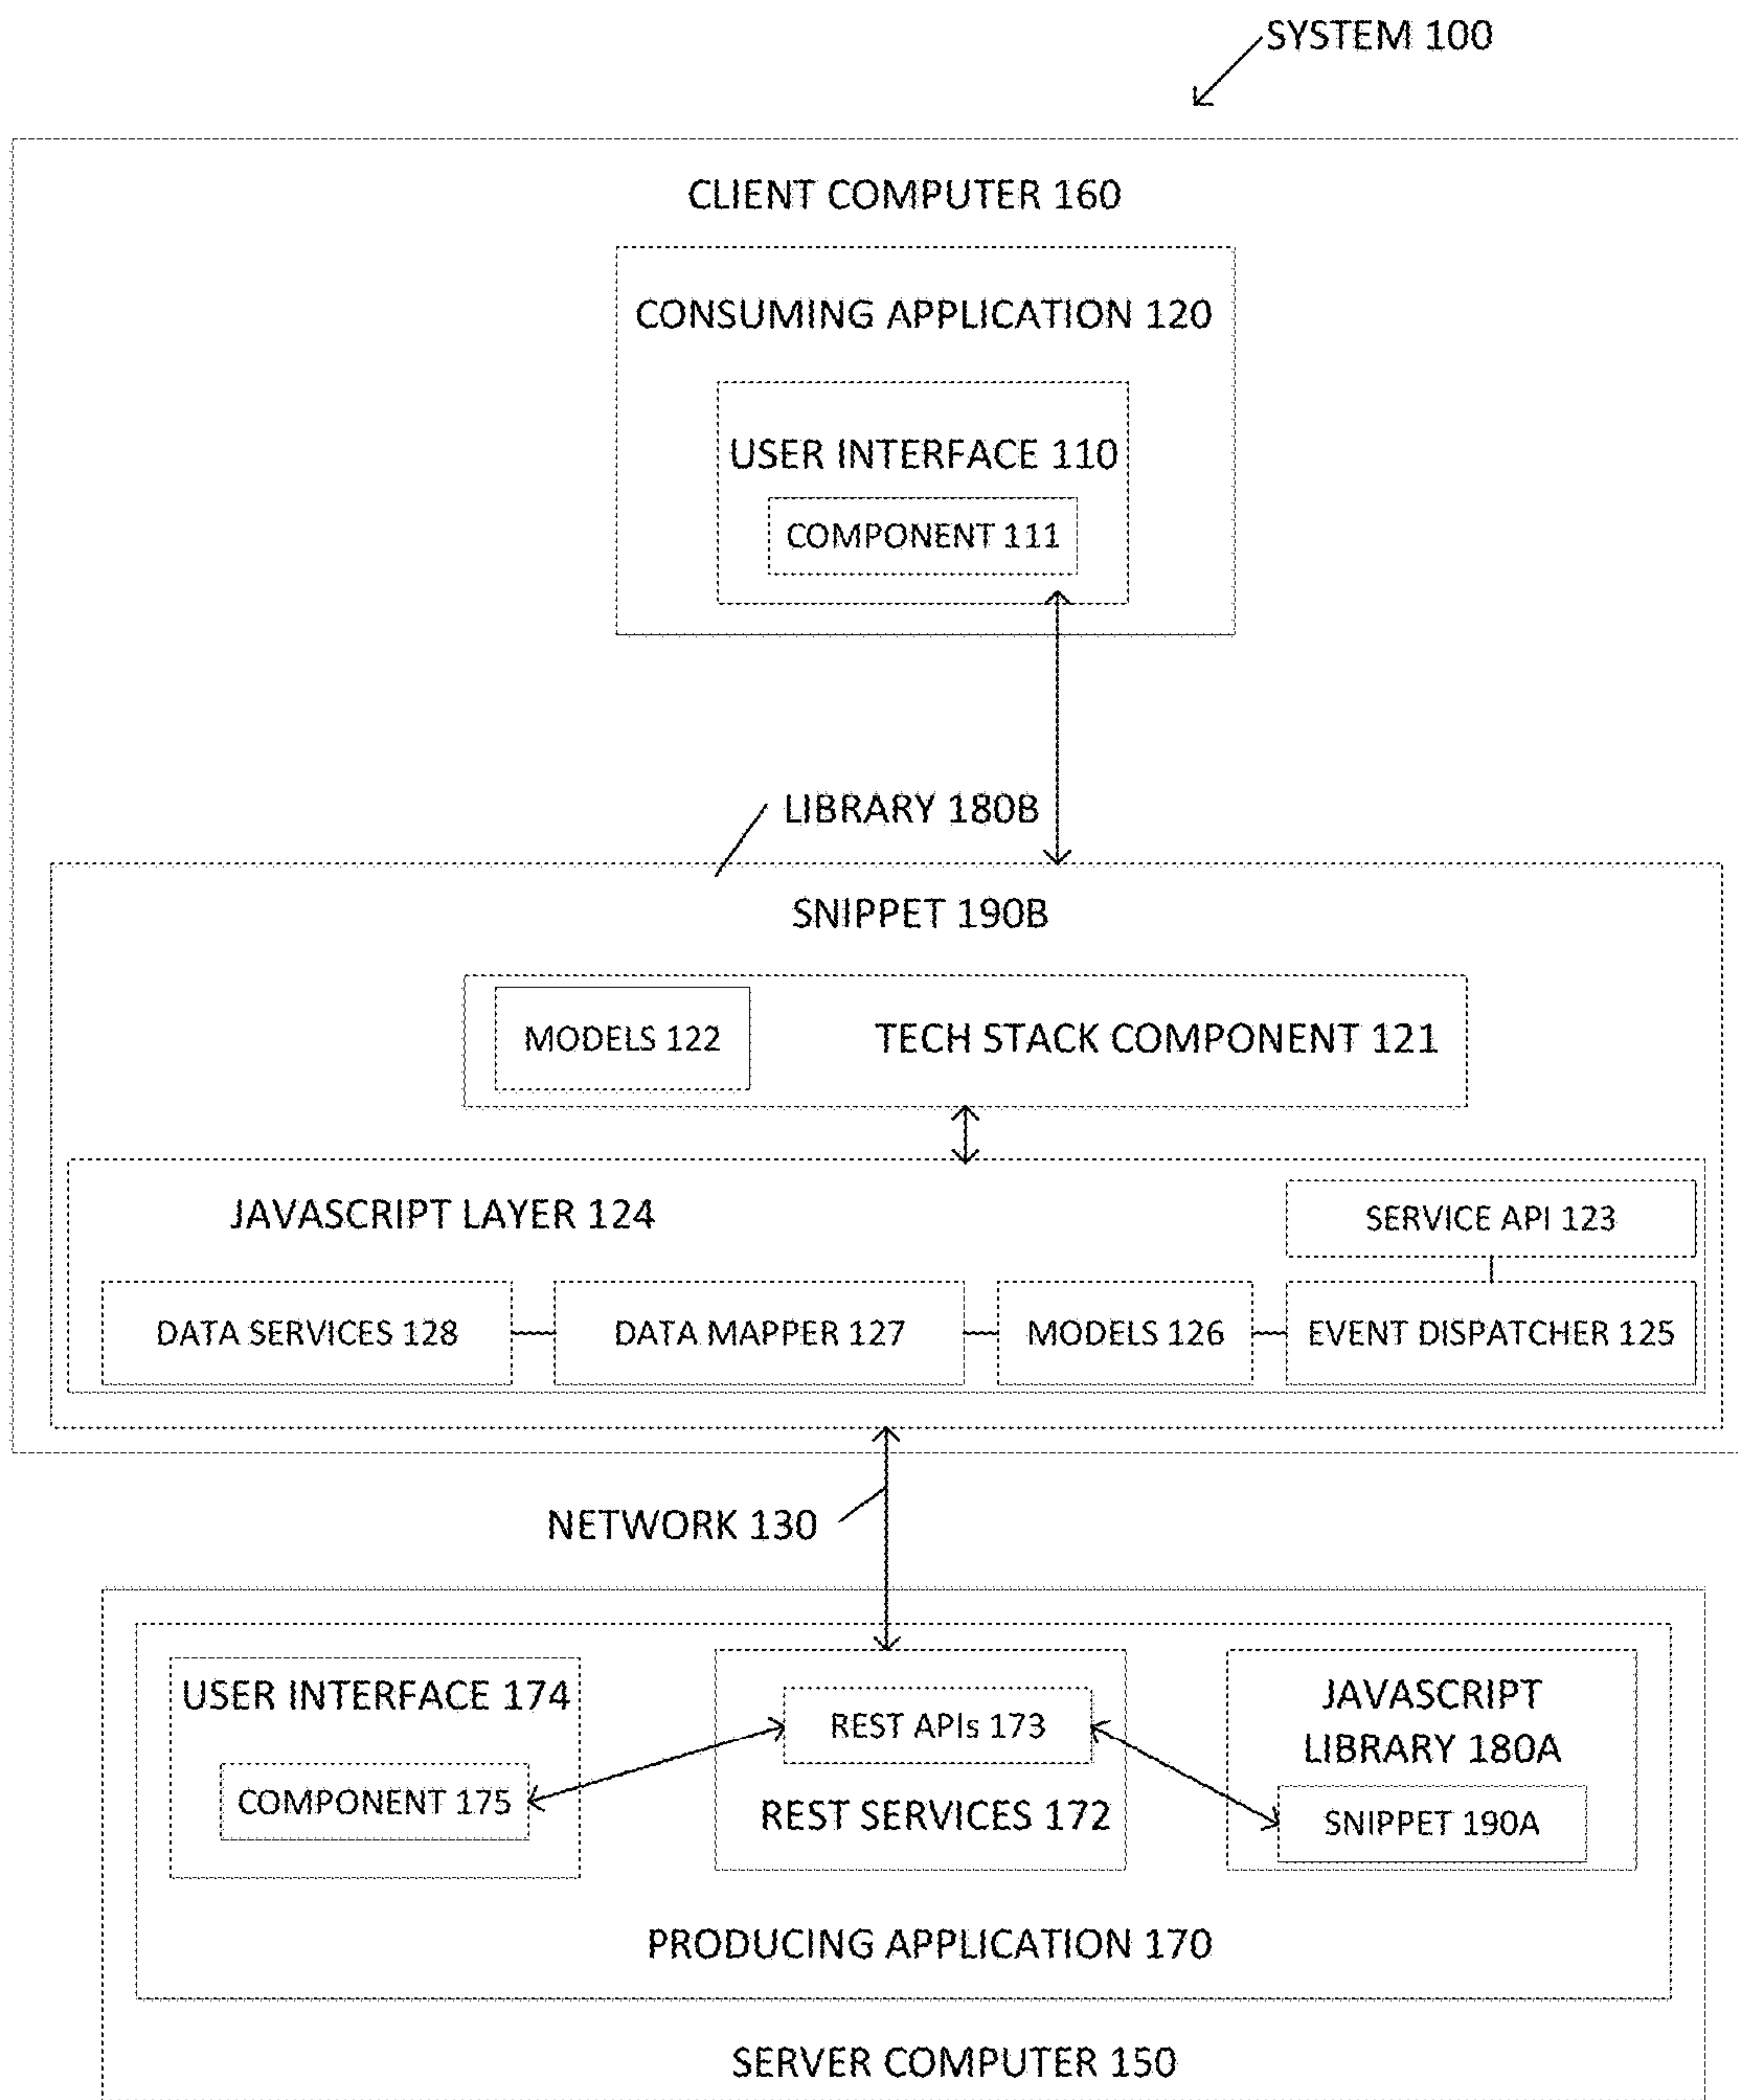 SYSTEM 100
CLIENT COMPUTER 160
CONSUMING APPLICATION 120
USER INTERFACE 110
COMPONENT 111
LIBRARY 180B
SNIPPET 190B
MODELS 122
TECH STACK COMPONENT 121
JAVASCRIPT LAYER 124
SERVICE API 123
DATA SERVICES 128
DATA MAPPER 127
MODELS 126
EVENT DISPATCHER 125
NETWORK 130
USER INTERFACE 174
COMPONENT 175
REST APIs 173
REST SERVICES 172
JAVASCRIPT
LIBRARY 180A
SNIPPET 190A
PRODUCING APPLICATION 170
SERVER COMPUTER 150